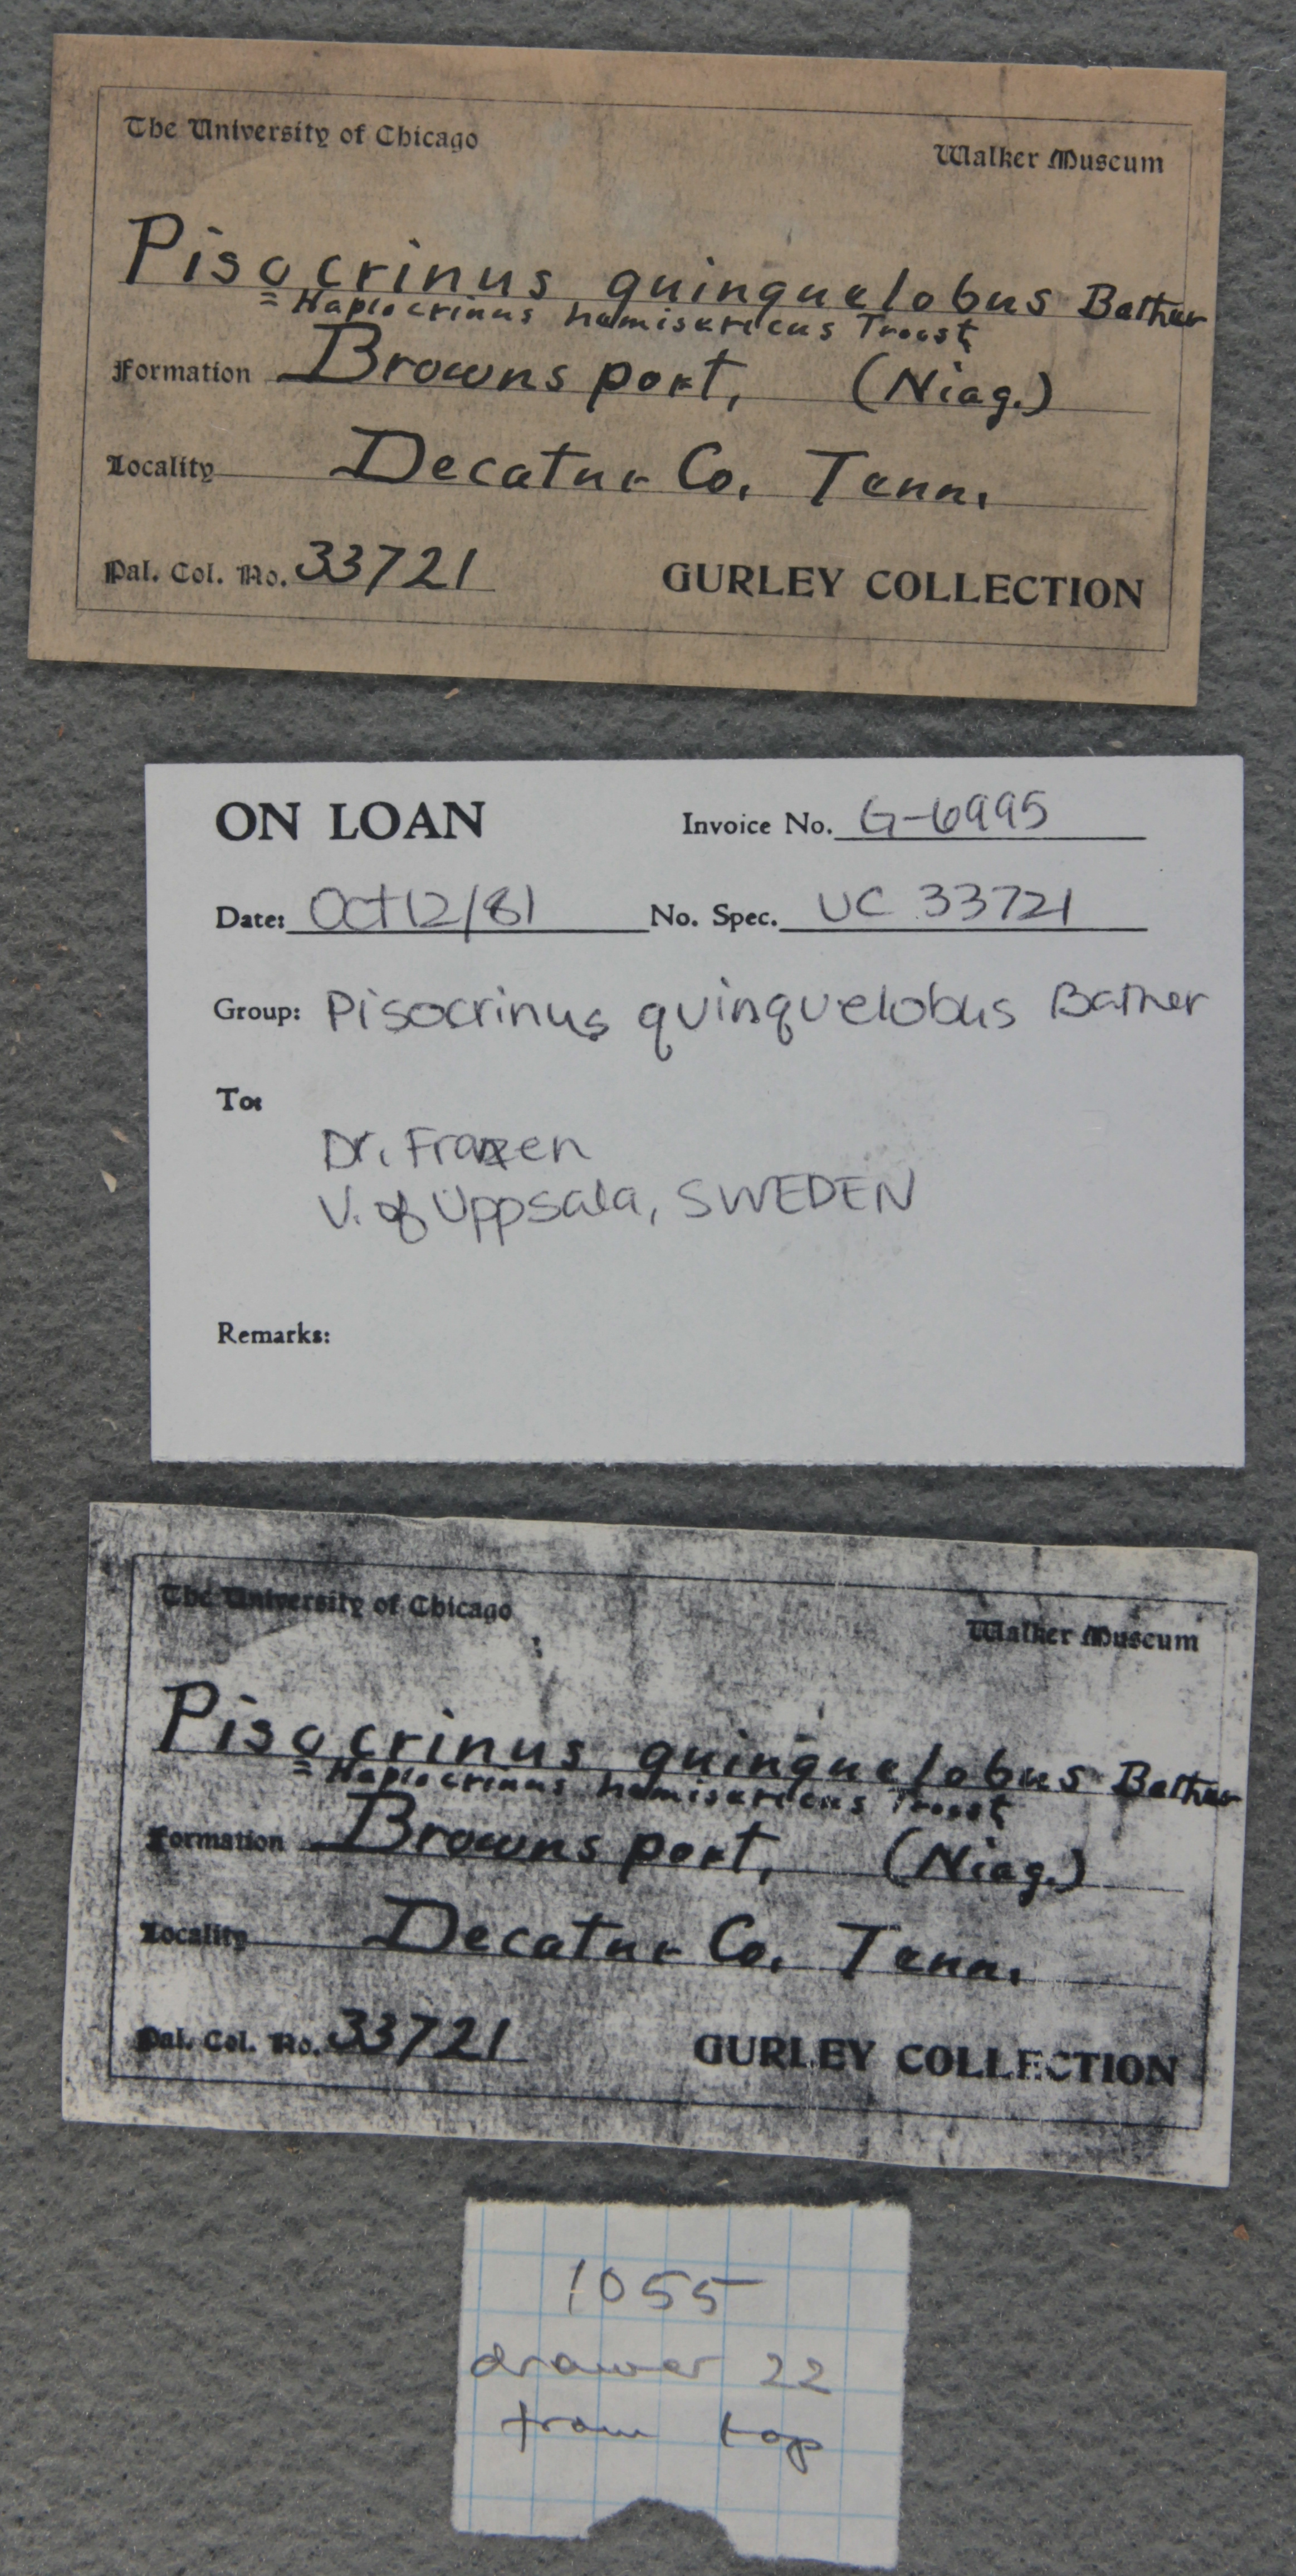 The University of Chicago
Walker Museum
Pisocrinus quinquelobus Bather
= Haplocrinus hemisericus Troost
Formation Brownsport, (Niag.)
Locality Decatur Co. Tenn.
Pal. Col. No. 33721 GURLEY COLLECTION
ON LOAN Invoice No. G-6995
Date: Oct 12/81 No. Spec. UC 33721
Group: Pisocrinus quinquelobus Bather
To:
Dr. Franzen
U. of Uppsala, SWEDEN
Remarks:
The University of Chicago
Walker Museum
Pisocrinus quinquelobus Bather
= Haplocrinus hemisericus Troost
Formation Brownsport, (Niag.)
Locality Decatur Co. Tenn.
Pal. Col. No. 33721 GURLEY COLLECTION
1055
drawer 22
from top